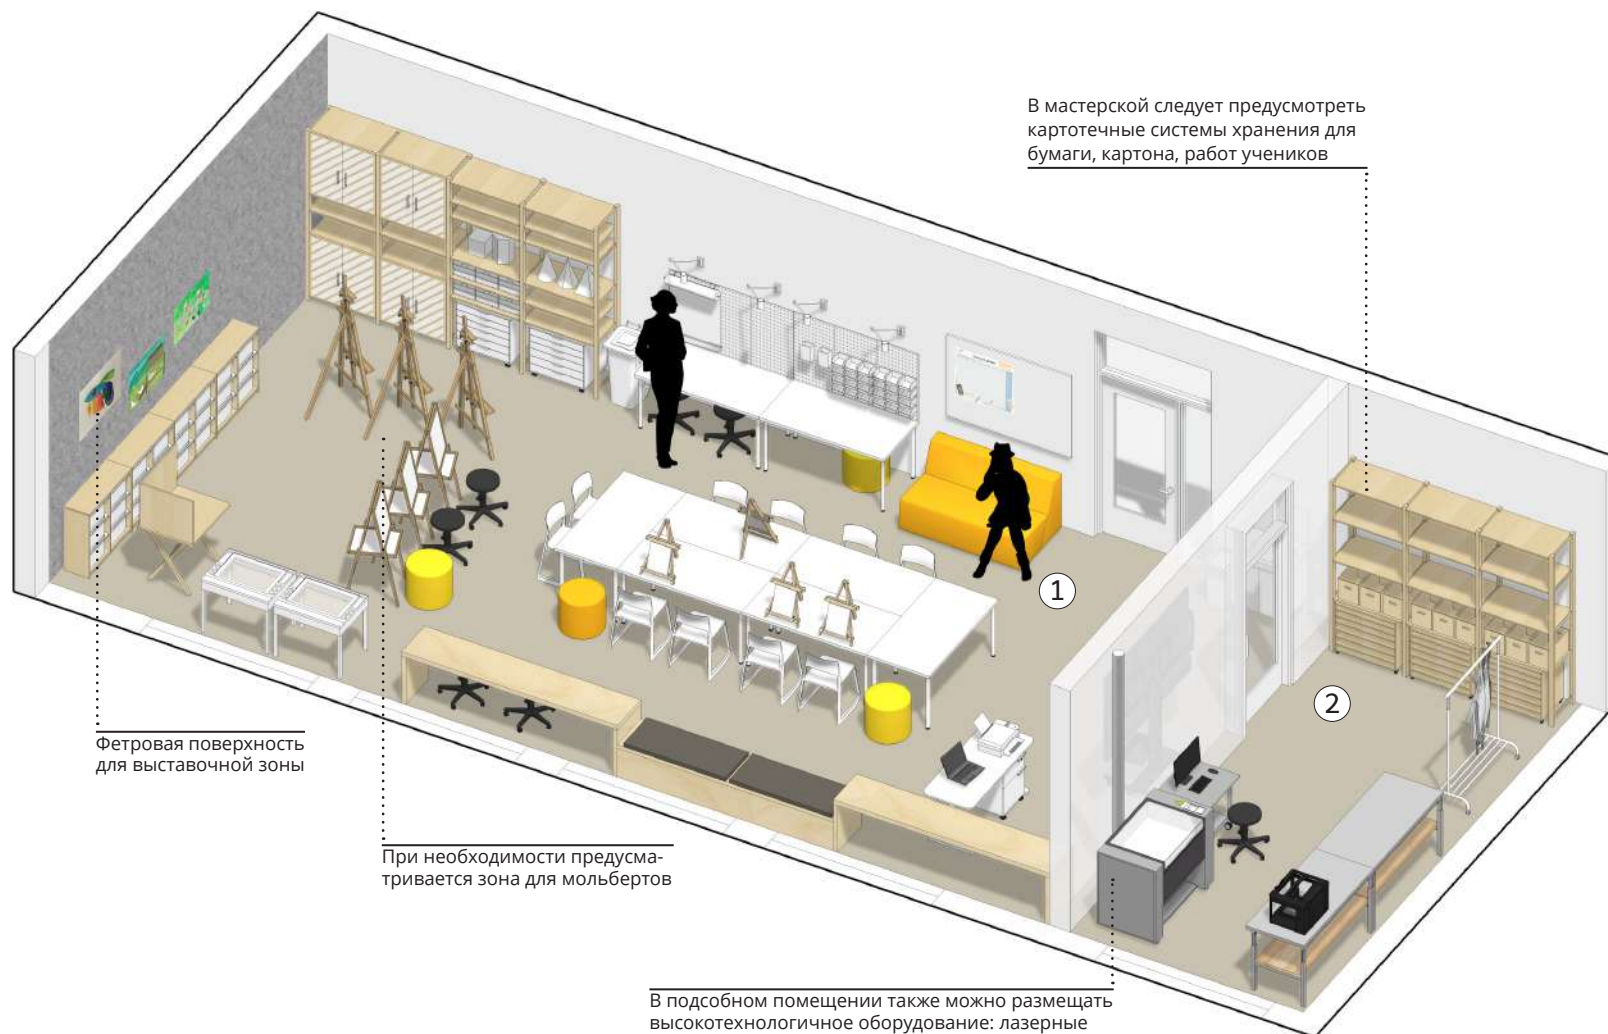 В мастерской следует предусмотреть
картотечные системы хранения для
бумаги, картона, работ учеников
1
2
Фетровая поверхность
для выставочной зоны
При необходимости предусма-
тривается зона для мольбертов
В подсобном помещении также можно размещать
высокотехнологичное оборудование: лазерные